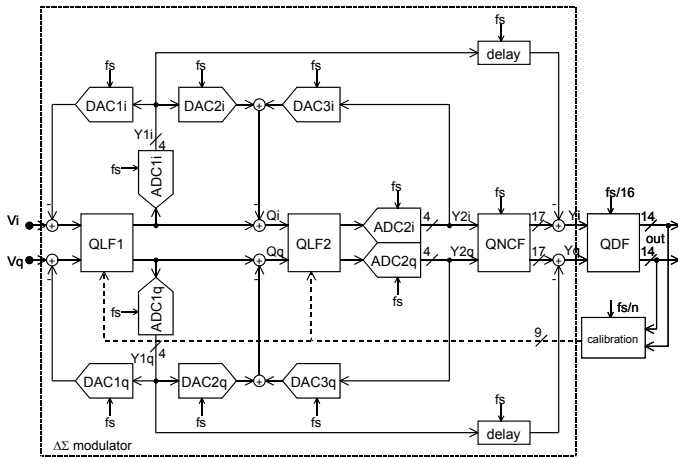 fs
delay
fs
fs
fs
DAC1i
DAC2i
DAC3i
Y1i
4
fs
ADC1i
fs
fs
fs/16
Vi
QLF1
Qi
QLF2
ADC2i
4
Y2i
QNCF
17
Yi
QDF
14
out
Vq
Qq
ADC2q
4
Y2q
17
Yq
14
fs
ADC1q
fs
fs/n
calibration
9
Y1q
4
DAC1q
DAC2q
DAC3q
fs
fs
fs
fs
delay
ΔΣ modulator